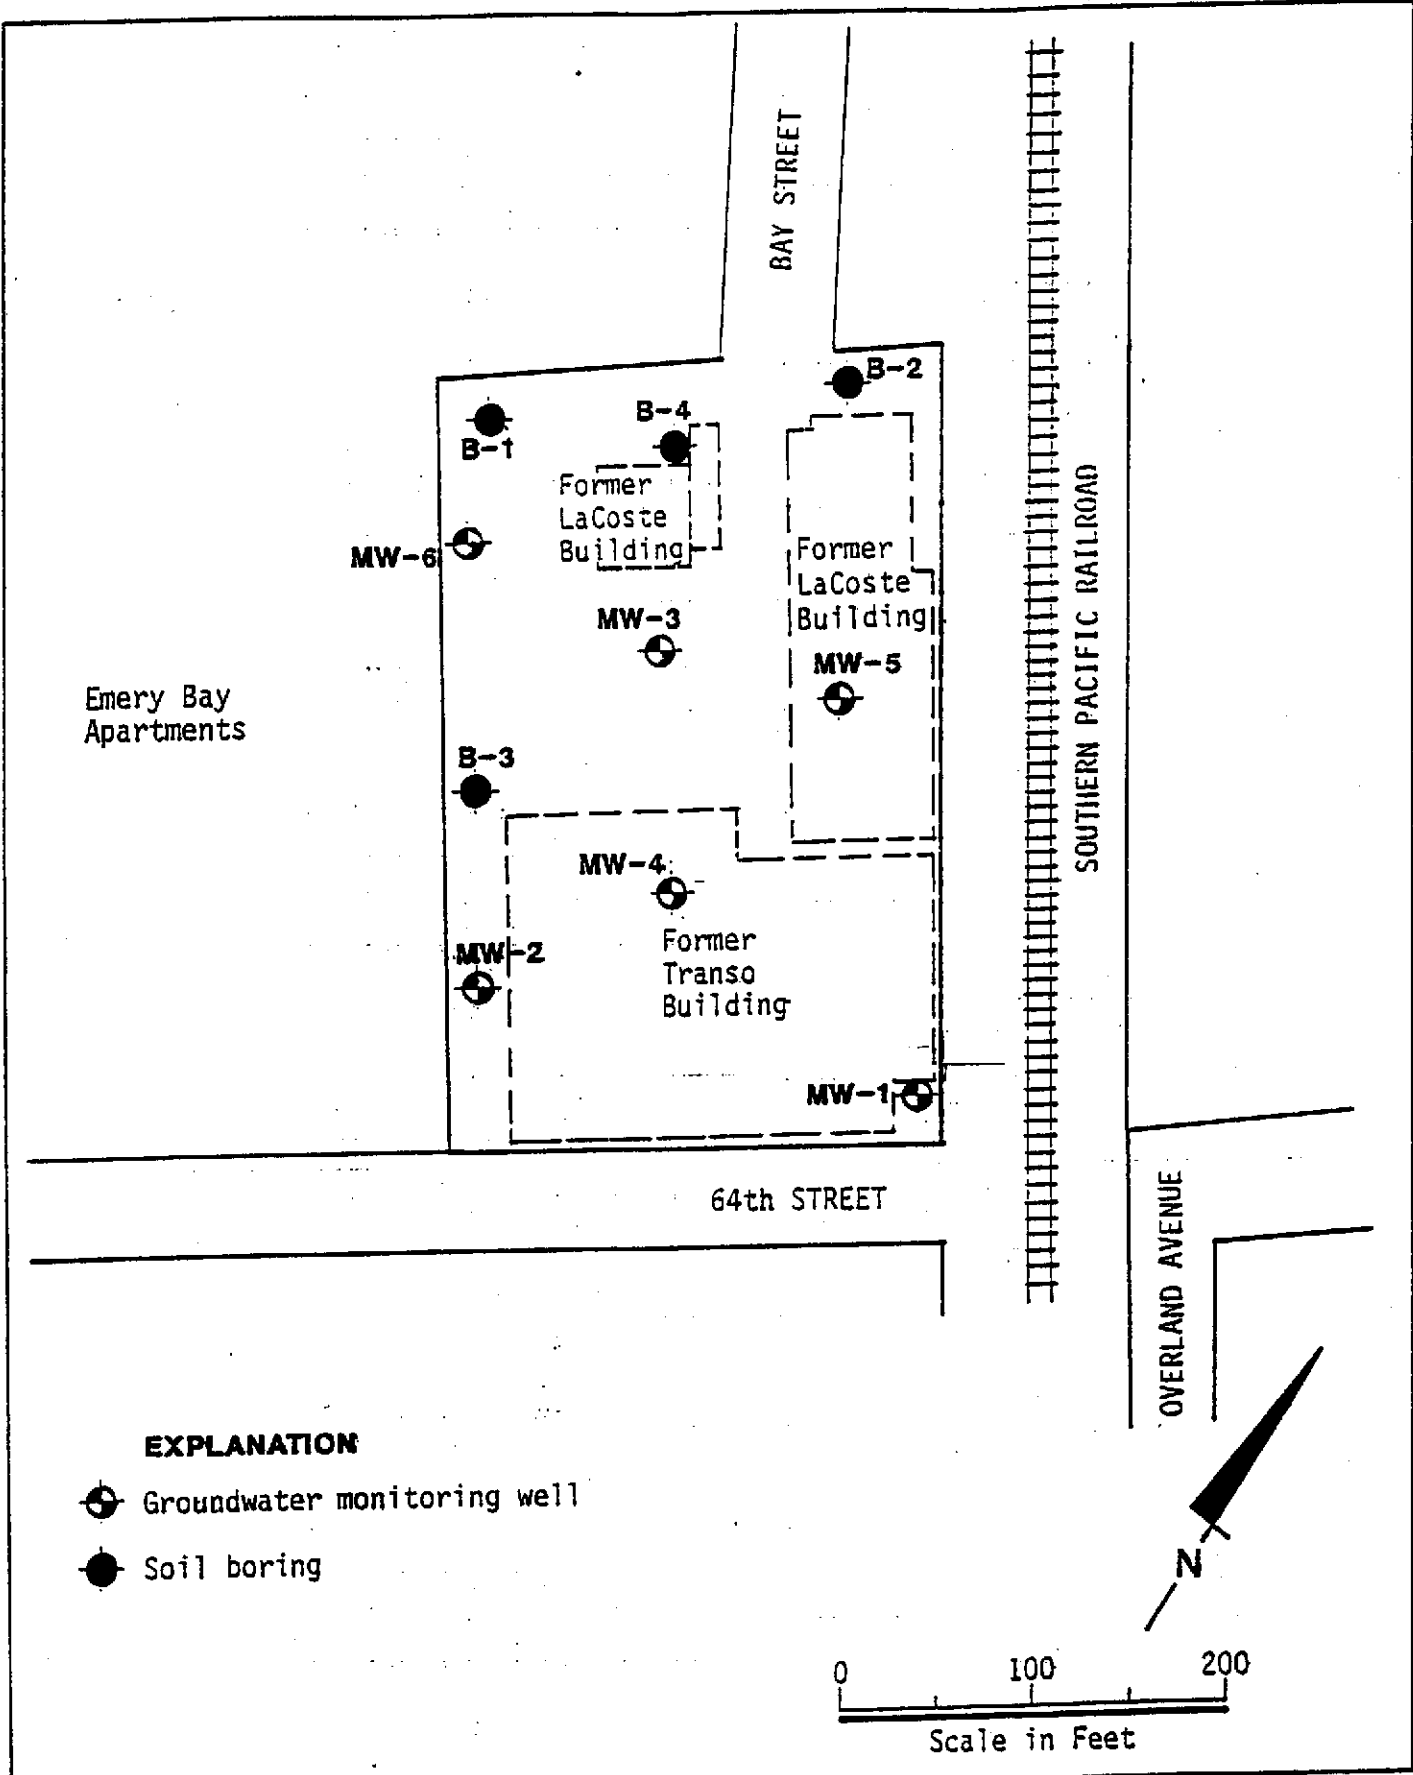 BAY STREET
B-2
B-4
B-1
Former
LaCoste
Building
MW-6
Former
LaCoste
Building
MW-3
MW-5
SOUTHERN PACIFIC RAILROAD
Emery Bay
Apartments
B-3
MW-4
MW-2
Former
Transo
Building
MW-1
64th STREET
OVERLAND AVENUE
EXPLANATION
Groundwater monitoring well
Soil boring
N
0 100 200
Scale in Feet